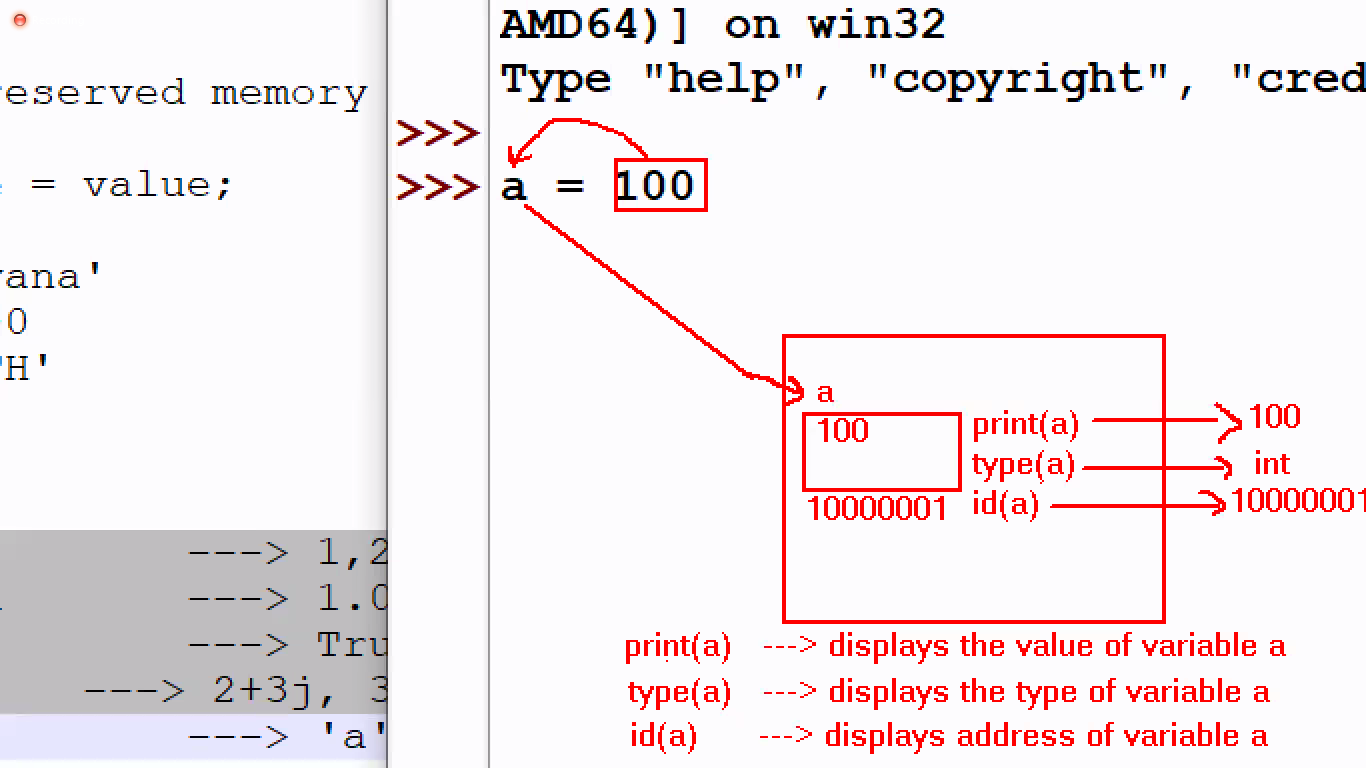 eserved memory
= value;
ana'
0
H'
---> 1,2
---> 1.0
---> Tru
---> 2+3j, 3
---> 'a'
AMD64)] on win32
Type "help", "copyright", "cred
>>>
>>> a = 100
a
100
10000001
print(a) 100
type(a) int
id(a) 10000001
print(a) ---> displays the value of variable a
type(a) ---> displays the type of variable a
id(a) ---> displays address of variable a